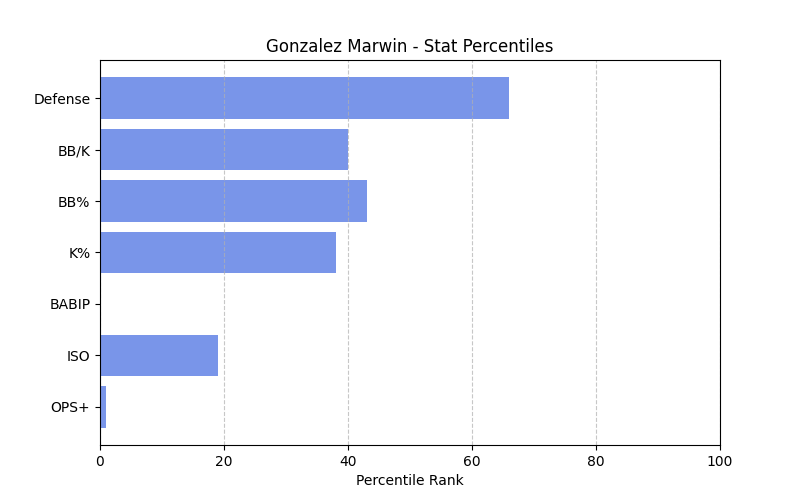 Gonzalez Marwin - Stat Percentiles
Defense
BB/K
BB%
K%
BABIP
ISO
OPS+
0 20 40 60 80 100
Percentile Rank